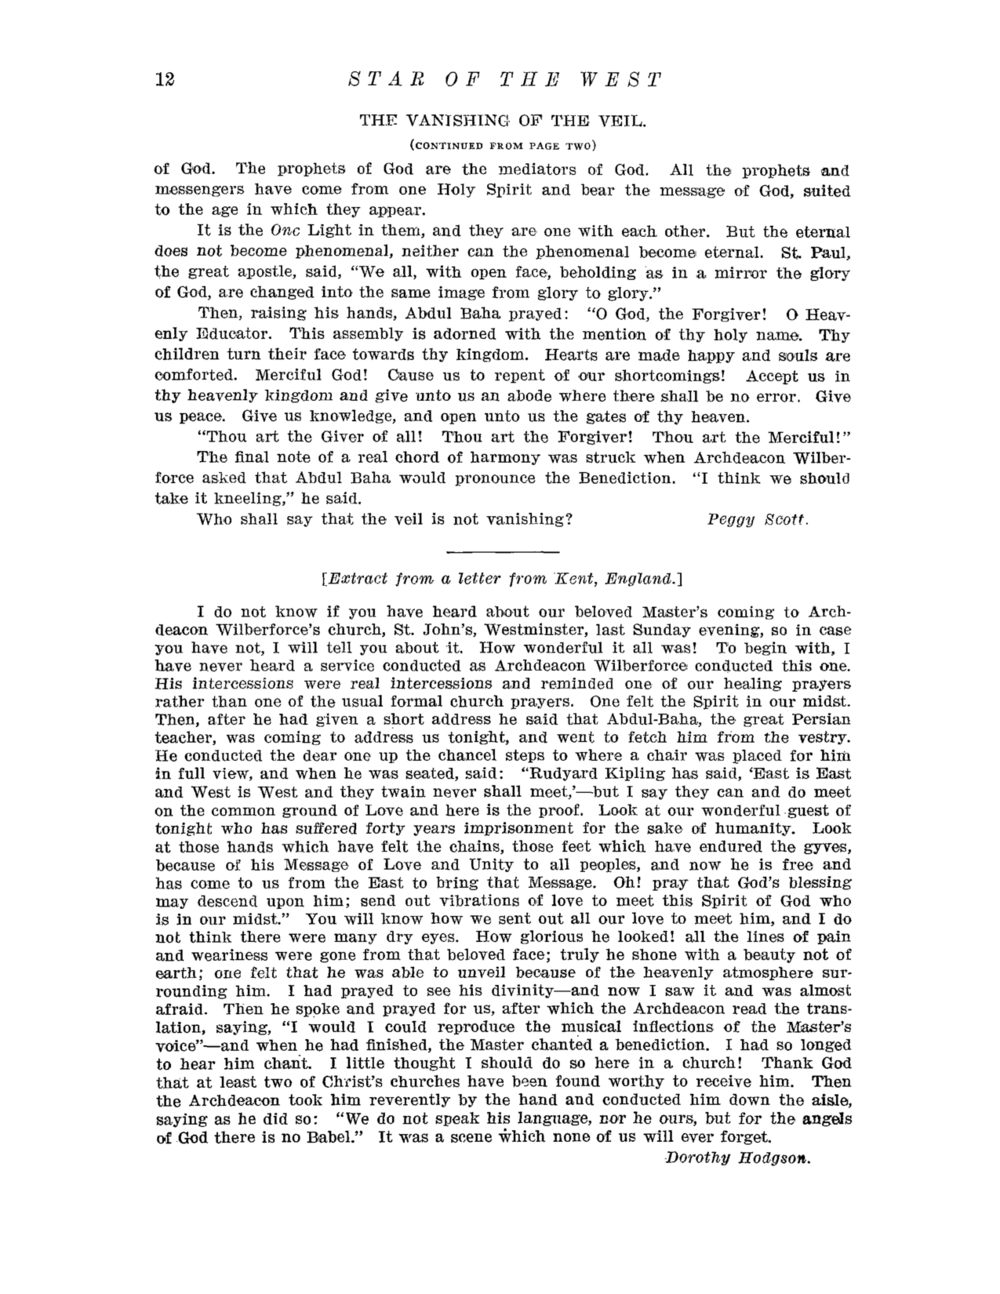 12 STAR OF THE WEST
THE VANISHING OF THE VEIL.
(CONTINUED FROM PAGE TWO)
of God. The prophets of God are the mediators of God. All the prophets and
messengers have come from one Holy Spirit and bear the message of God, suited
to the age in which they appear.
It is the One Light in them, and they are one with each other. But the eternal
does not become phenomenal, neither can the phenomenal become eternal. St. Paul,
the great apostle, said, "We all, with open face, beholding as in a mirror the glory
of God, are changed into the same image from glory to glory."
Then, raising his hands, Abdul Baha prayed: "O God, the Forgiver! O Heav-
enly Educator. This assembly is adorned with the mention of thy holy name. Thy
children turn their face towards thy kingdom. Hearts are made happy and souls are
comforted. Merciful God! Cause us to repent of our shortcomings! Accept us in
thy heavenly kingdom and give unto us an abode where there shall be no error. Give
us peace. Give us knowledge, and open unto us the gates of thy heaven.
"Thou art the Giver of all! Thou art the Forgiver! Thou art the Merciful!"
The final note of a real chord of harmony was struck when Archdeacon Wilber-
force asked that Abdul Baha would pronounce the Benediction. "I think we should
take it kneeling," he said.
Who shall say that the veil is not vanishing? Peggy Scott.
[Extract from a letter from Kent, England.]
I do not know if you have heard about our beloved Master's coming to Arch-
deacon Wilberforce's church, St. John's, Westminster, last Sunday evening, so in case
you have not, I will tell you about it. How wonderful it all was! To begin with, I
have never heard a service conducted as Archdeacon Wilberforce conducted this one.
His intercessions were real intercessions and reminded one of our healing prayers
rather than one of the usual formal church prayers. One felt the Spirit in our midst.
Then, after he had given a short address he said that Abdul-Baha, the great Persian
teacher, was coming to address us tonight, and went to fetch him from the vestry.
He conducted the dear one up the chancel steps to where a chair was placed for him
in full view, and when he was seated, said: "Rudyard Kipling has said, 'East is East
and West is West and they twain never shall meet,'—but I say they can and do meet
on the common ground of Love and here is the proof. Look at our wonderful guest of
tonight who has suffered forty years imprisonment for the sake of humanity. Look
at those hands which have felt the chains, those feet which have endured the gyves,
because of his Message of Love and Unity to all peoples, and now he is free and
has come to us from the East to bring that Message. Oh! pray that God's blessing
may descend upon him; send out vibrations of love to meet this Spirit of God who
is in our midst." You will know how we sent out all our love to meet him, and I do
not think there were many dry eyes. How glorious he looked! all the lines of pain
and weariness were gone from that beloved face; truly he shone with a beauty not of
earth; one felt that he was able to unveil because of the heavenly atmosphere sur-
rounding him. I had prayed to see his divinity—and now I saw it and was almost
afraid. Then he spoke and prayed for us, after which the Archdeacon read the trans-
lation, saying, "I would I could reproduce the musical inflections of the Master's
voice"—and when he had finished, the Master chanted a benediction. I had so longed
to hear him chant. I little thought I should do so here in a church! Thank God
that at least two of Christ's churches have been found worthy to receive him. Then
the Archdeacon took him reverently by the hand and conducted him down the aisle,
saying as he did so: "We do not speak his language, nor he ours, but for the angels
of God there is no Babel." It was a scene which none of us will ever forget.
Dorothy Hodgson.